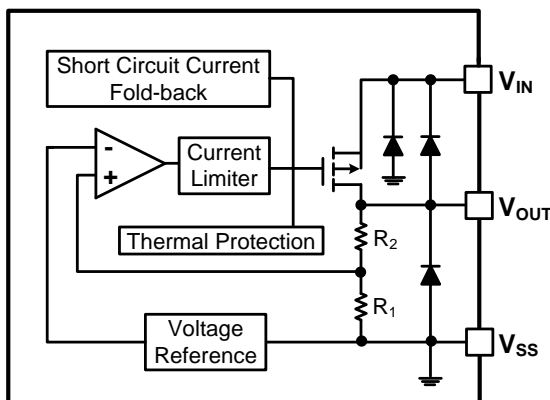 Short Circuit Current
Fold-back
V_IN
-
+
Current
Limiter
V_OUT
Thermal Protection
R_2
R_1
Voltage
Reference
V_SS